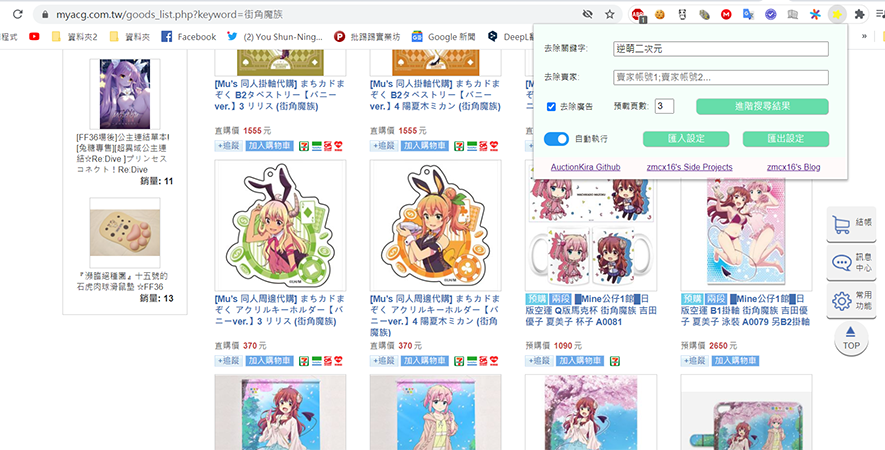 myacg.com.tw/goods_list.php?keyword=街角魔族
ABP
1
程式
資料夾2
資料夾
Facebook
(2) You Shun-Ning...
批踢踢實業坊
Google 新聞
DeepL
»
去除關鍵字: 逆萌二次元
去除賣家: 賣家帳號1;賣家帳號2...
去除廣告 預載頁數: 3 進階搜尋結果
自動執行 匯入設定 匯出設定
AuctionKira Github zmcx16's Side Projects zmcx16's Blog
[FF36場後]公主連結單本!
[兔糖專售][超異域公主連
結☆Re:Dive ]プリンセス
コネクト! Re:Dive
銷量: 11
『瀕臨絕種團』十五號的
石虎肉球滑鼠墊 ☆FF36
銷量: 13
[Mu's 同人掛軸代購] まちカドま
ぞく B2タペストリー【バニー
ver.】3 リリス (街角魔族)
直購價 1555 元
+追蹤 加入購物車
[Mu's 同人掛軸代購] まちカドま
ぞく B2タペストリー【バニー
ver.】4 陽夏木ミカン (街角魔族)
直購價 1555 元
+追蹤 加入購物車
[Mu's 同人周邊代購] まちカドま
ぞく アクリルキーホルダー【バ
ニーver.】3 リリス (街角魔族)
直購價 370 元
+追蹤 加入購物車
[Mu's 同人周邊代購] まちカドま
ぞく アクリルキーホルダー【バ
ニーver.】4 陽夏木ミカン (街角
魔族)
直購價 370 元
+追蹤 加入購物車
預購 兩段 █Mine公仔1館█日
版空運 Q版馬克杯 街角魔族 吉田
優子 夏美子 杯子 A0081
預購價 1090 元
+追蹤 加入購物車
預購 兩段 █Mine公仔1館█日
版空運 B1掛軸 街角魔族 吉田優
子 夏美子 泳裝 A0079 另B2掛軸
預購價 2650 元
+追蹤 加入購物車
結帳
訊息
中心
常用
功能
TOP